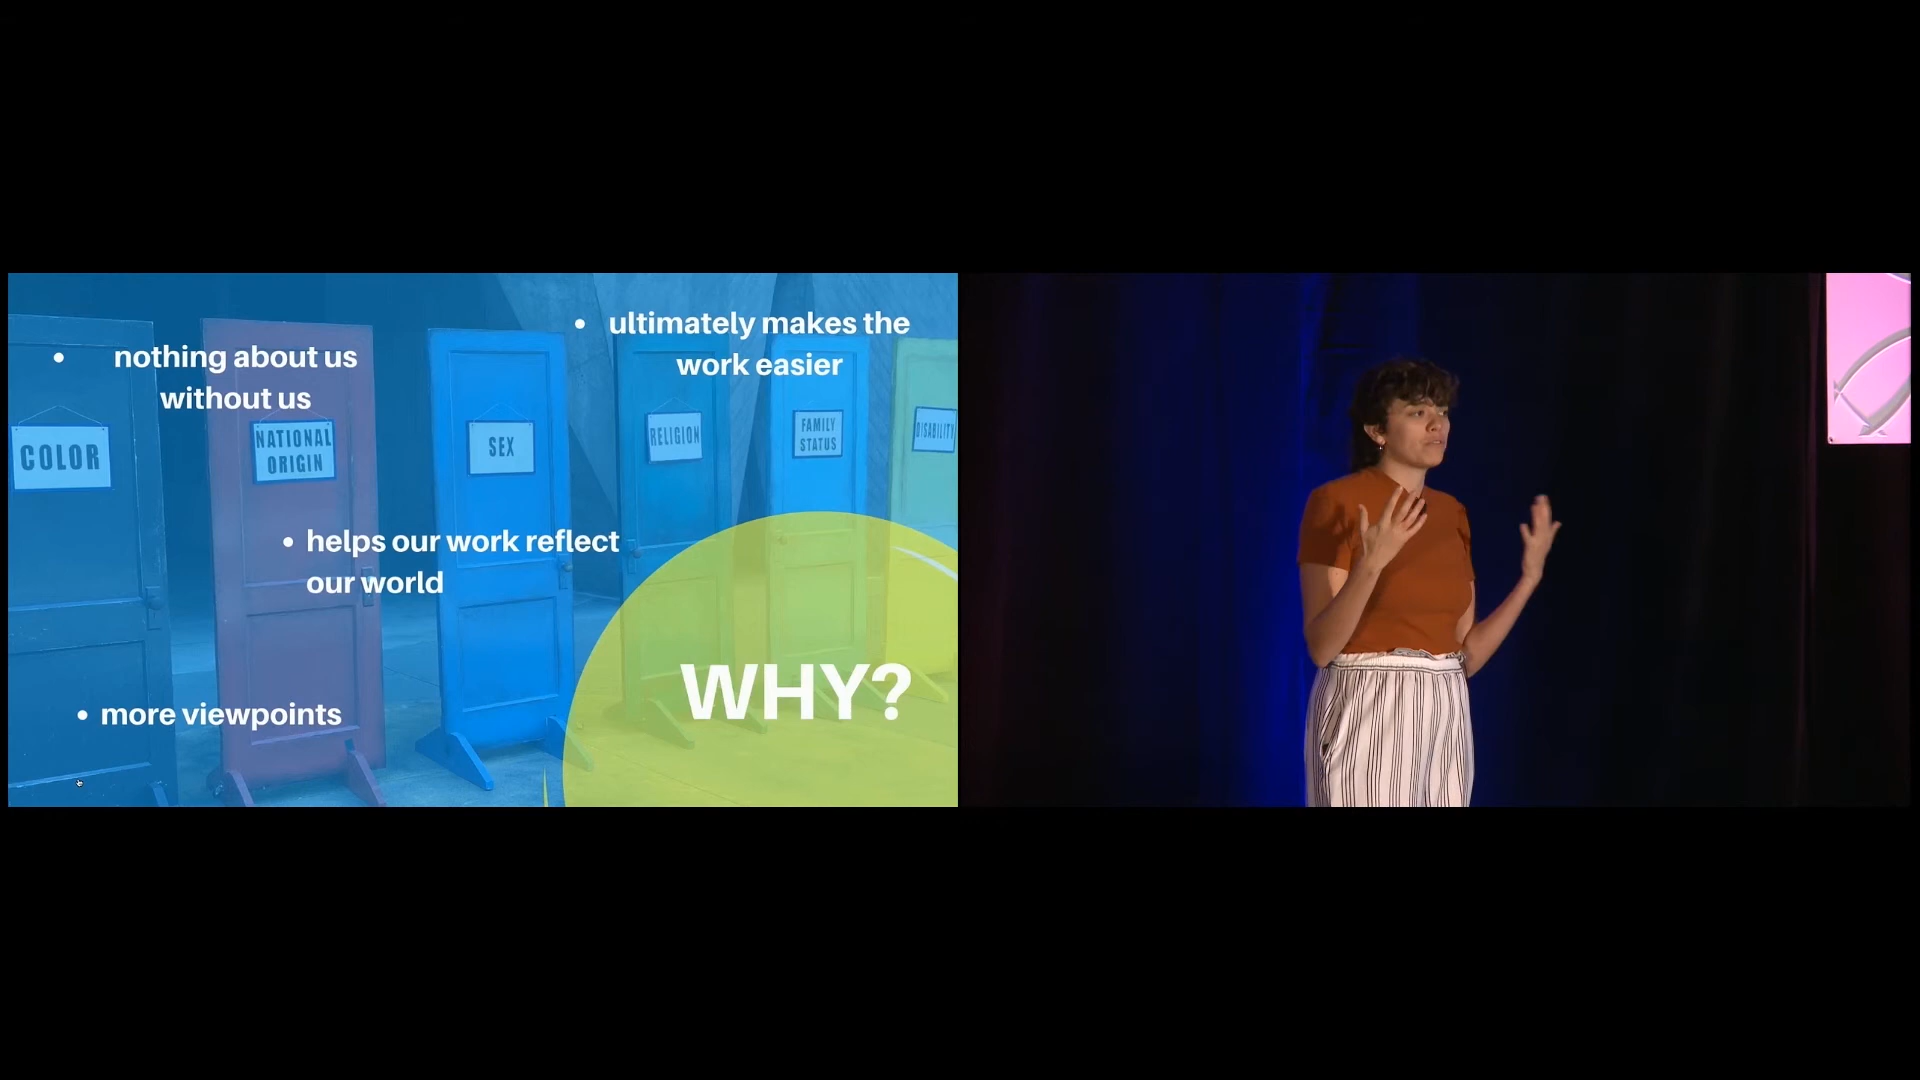 ultimately makes the
work easier
nothing about us
without us
COLOR
NATIONAL
ORIGIN
SEX
RELIGION
FAMILY
STATUS
DISABILITY
helps our work reflect
our world
WHY?
more viewpoints